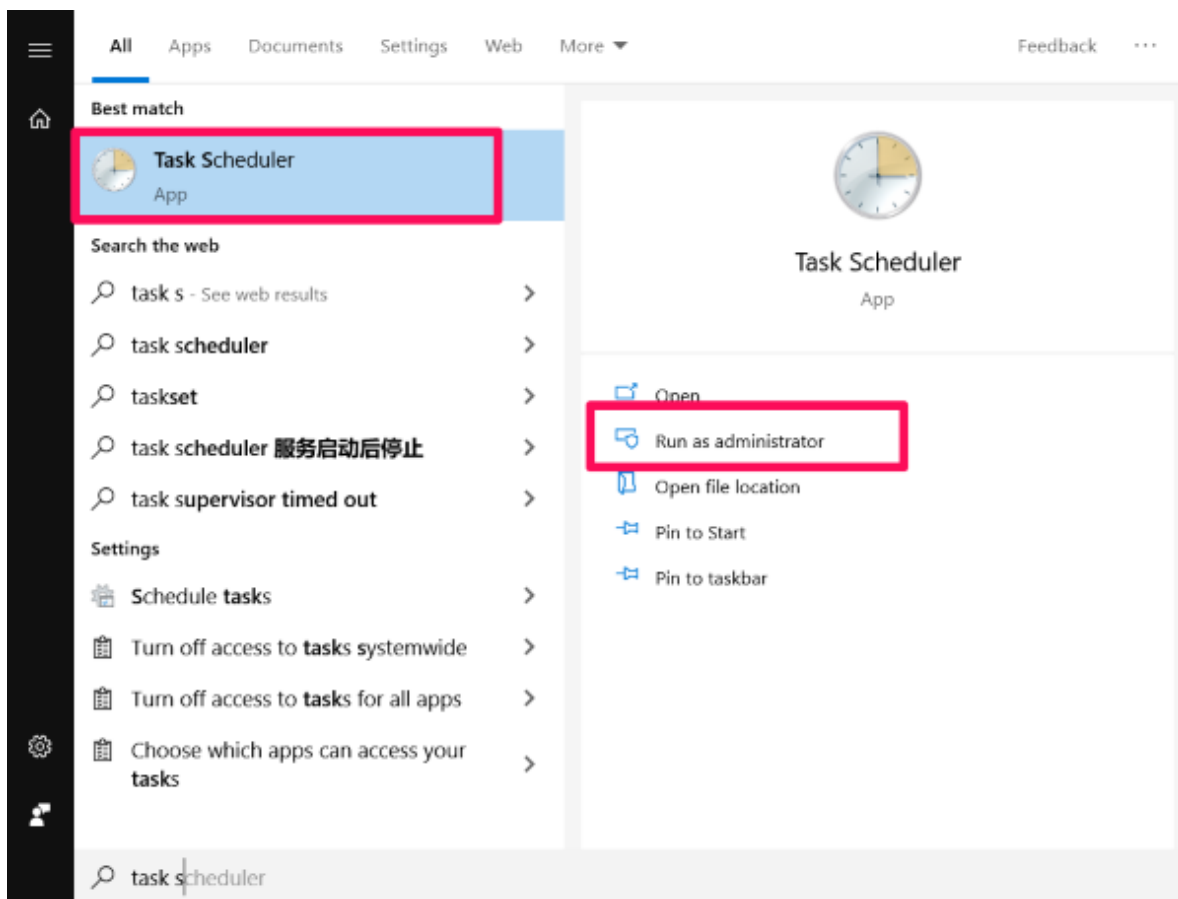 All Apps Documents Settings Web More Feedback ...
Best match
Task Scheduler
App
Search the web
task s - See web results
task scheduler
taskset
task scheduler 服务启动后停止
task supervisor timed out
Settings
Schedule tasks
Turn off access to tasks systemwide
Turn off access to tasks for all apps
Choose which apps can access your
tasks
task scheduler
Task Scheduler
App
Open
Run as administrator
Open file location
Pin to Start
Pin to taskbar